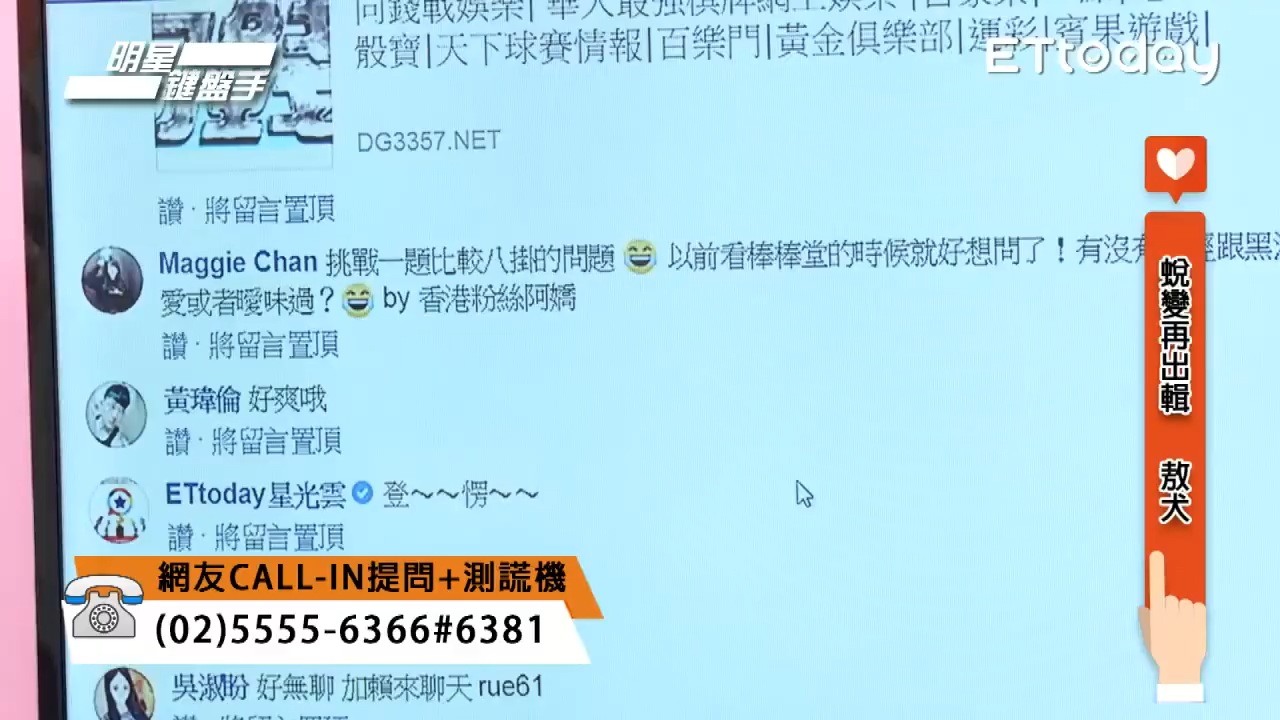 明星
鍵盤手
ETtoday
骰寶|天下球賽情報|百樂門|黃金俱樂部|運彩|賓果遊戲|
DG3357.NET
讚 · 將留言置頂
Maggie Chan 挑戰一題比較八掛的問題 😄 以前看棒棒堂的時候就好想問了！有沒
愛或者曖昧過？😂 by 香港粉絲阿嬌
讚 · 將留言置頂
黃瑋倫 好爽哦
讚 · 將留言置頂
ETtoday星光雲 登～～愣～～
讚 · 將留言置頂
網友CALL-IN提問+測謊機
(02)5555-6366#6381
吳淑盼 好無聊 加賴來聊天 rue61
蛻變再出輯 敖犬